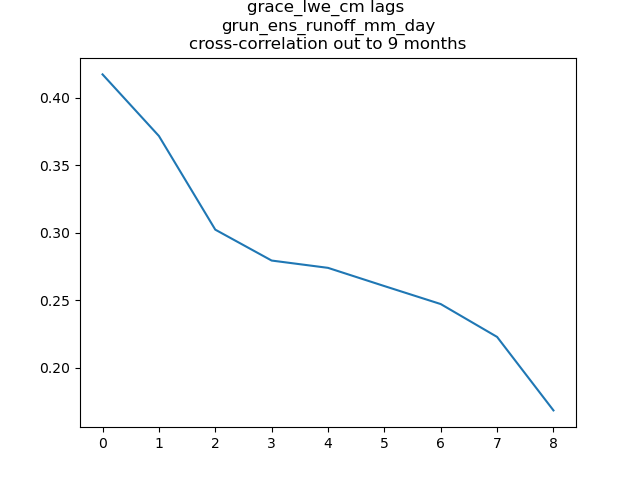 grace_lwe_cm lags
grun_ens_runoff_mm_day
cross-correlation out to 9 months
0.40
0.35
0.30
0.25
0.20
0 1 2 3 4 5 6 7 8